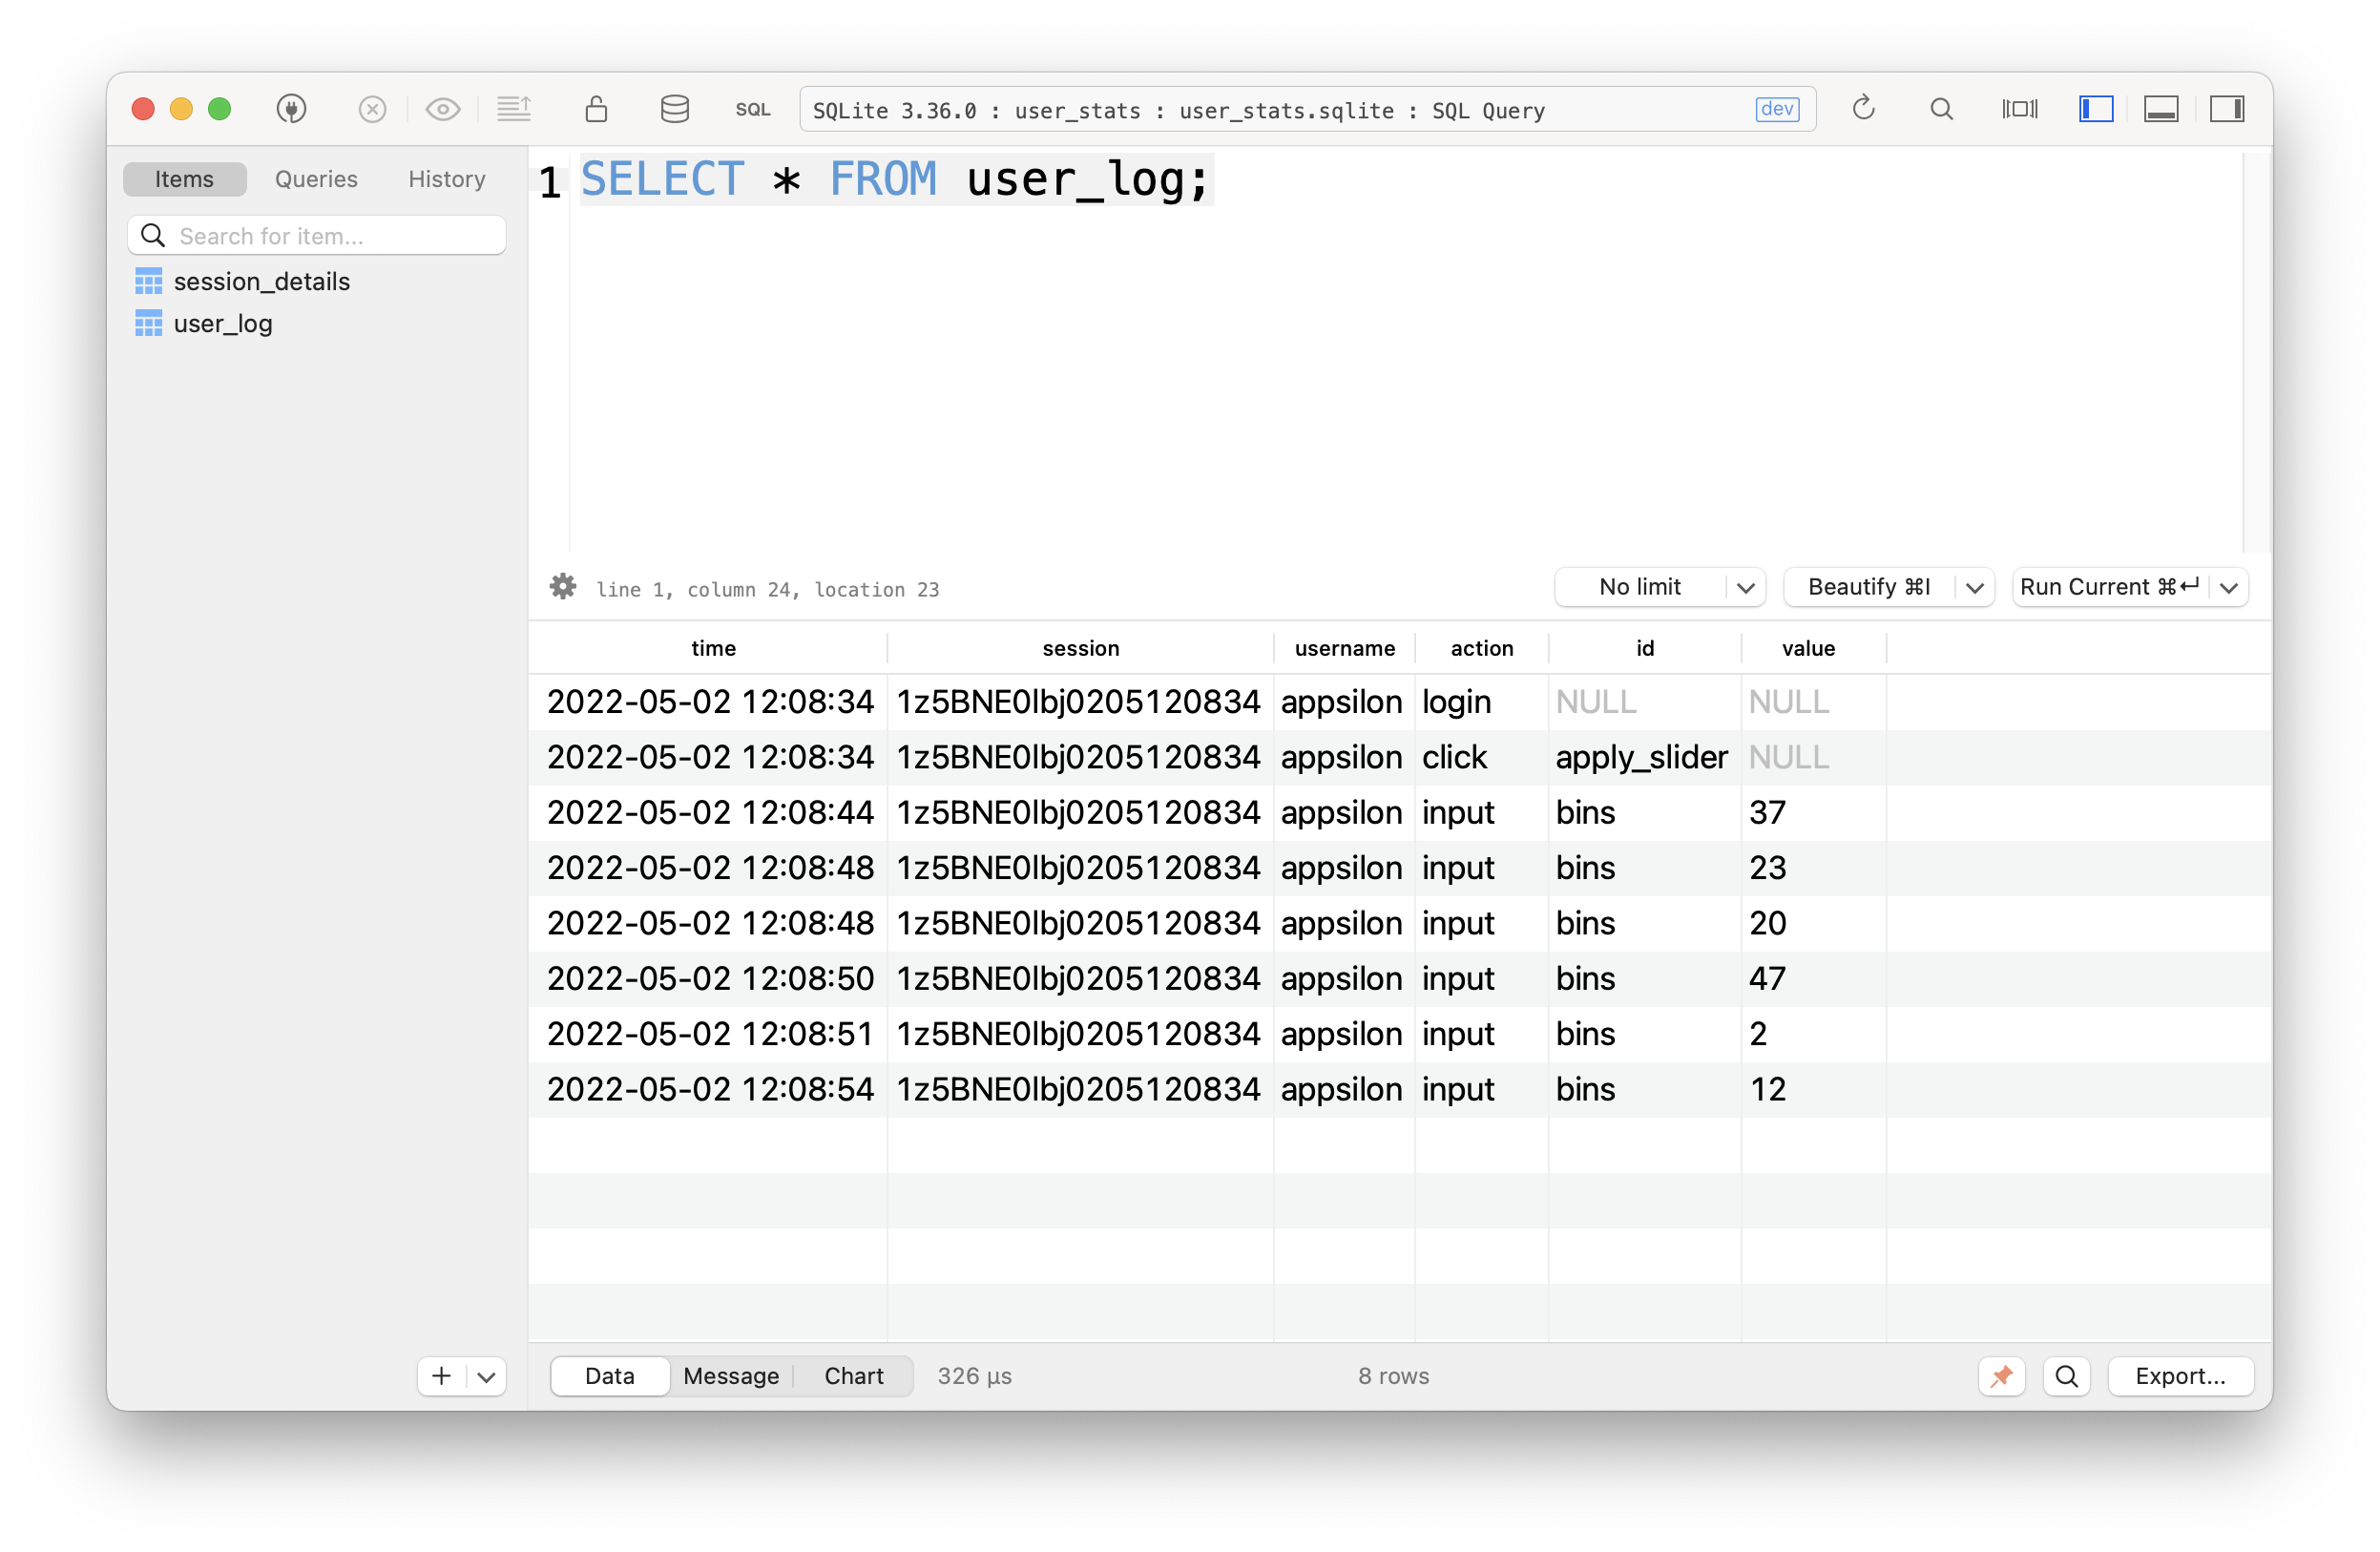 SQL
SQLite 3.36.0 : user_stats : user_stats.sqlite : SQL Query
dev
Items Queries History
Search for item...
session_details
user_log
1 SELECT * FROM user_log;
line 1, column 24, location 23
No limit
Beautify ⌘I
Run Current ⌘↵
time session username action id value
2022-05-02 12:08:34 1z5BNE0lbj0205120834 appsilon login NULL NULL
2022-05-02 12:08:34 1z5BNE0lbj0205120834 appsilon click apply_slider NULL
2022-05-02 12:08:44 1z5BNE0lbj0205120834 appsilon input bins 37
2022-05-02 12:08:48 1z5BNE0lbj0205120834 appsilon input bins 23
2022-05-02 12:08:48 1z5BNE0lbj0205120834 appsilon input bins 20
2022-05-02 12:08:50 1z5BNE0lbj0205120834 appsilon input bins 47
2022-05-02 12:08:51 1z5BNE0lbj0205120834 appsilon input bins 2
2022-05-02 12:08:54 1z5BNE0lbj0205120834 appsilon input bins 12
Data Message Chart 326 µs 8 rows Export...